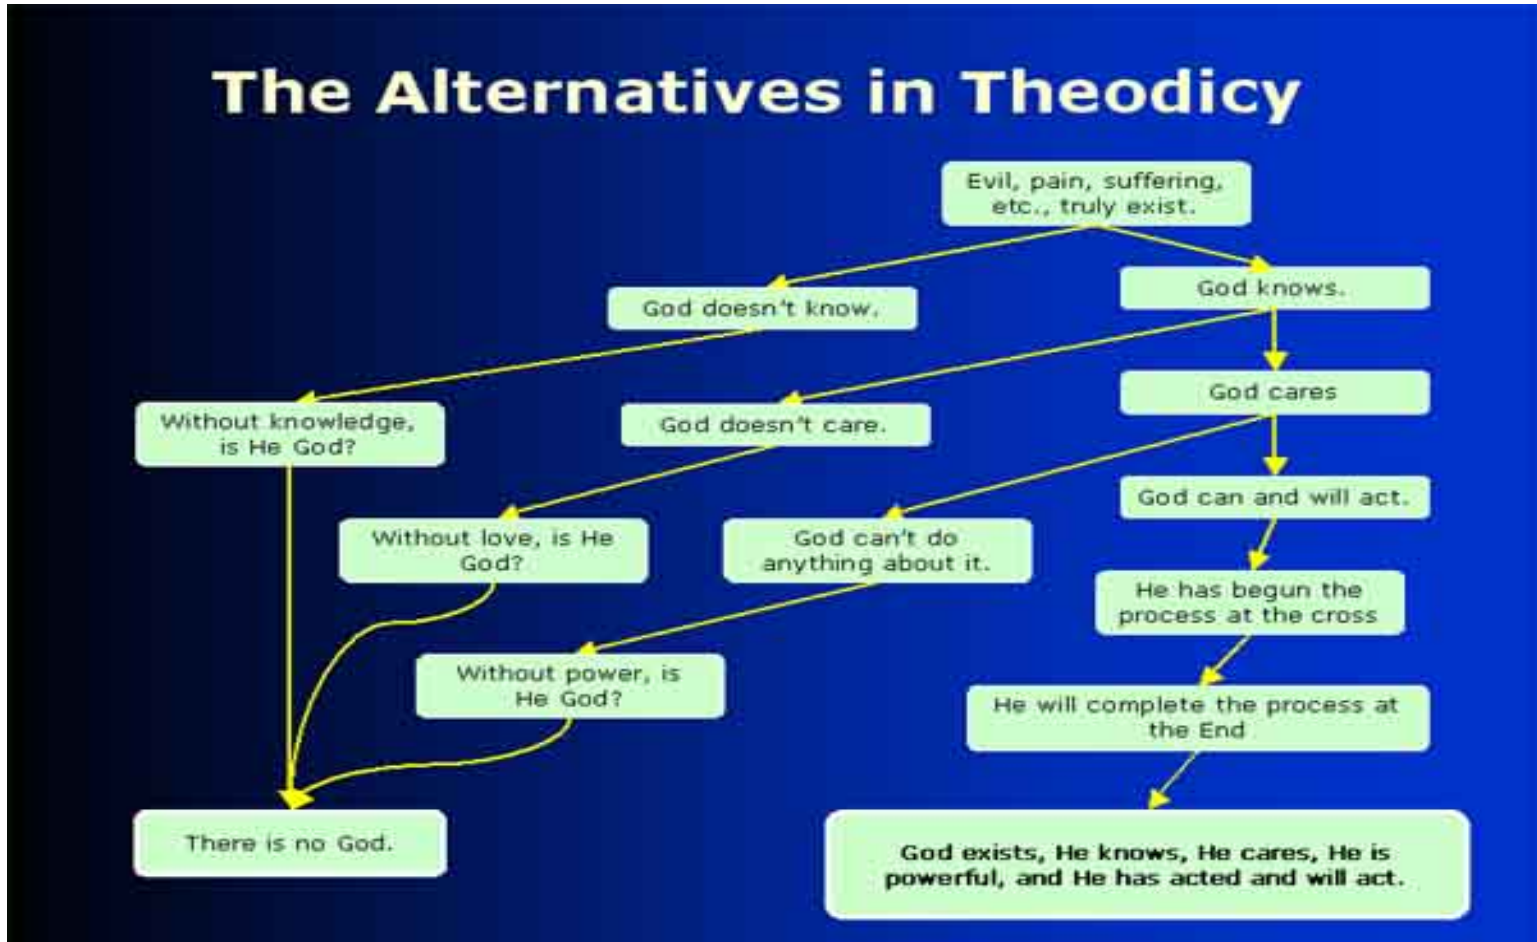 The Alternatives in Theodicy
Evil, pain, suffering,
etc., truly exist.
God doesn't know.
God knows.
Without knowledge,
is He God?
God doesn't care.
God cares
Without love, is He
God?
God can't do
anything about it.
God can and will act.
He has begun the
process at the cross
Without power, is
He God?
He will complete the process at
the End
There is no God.
God exists, He knows, He cares, He is
powerful, and He has acted and will act.